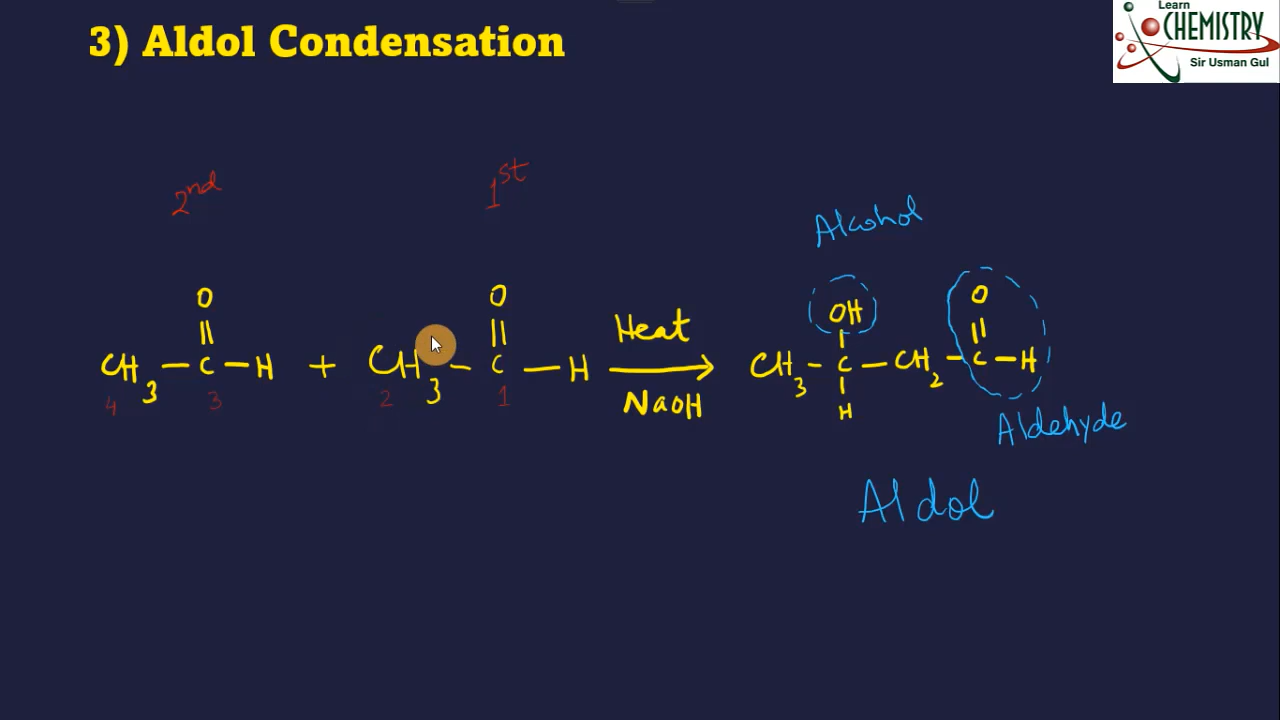 3) Aldol Condensation
Learn
CHEMISTRY
Sir Usman Gul
2nd
1st
Alcohol
O
O
OH
O
CH3 — C — H + CH3 — C — H
Heat
NaOH
CH3 — C — CH2 — C — H
H
4 3 2 1
Aldehyde
Aldol